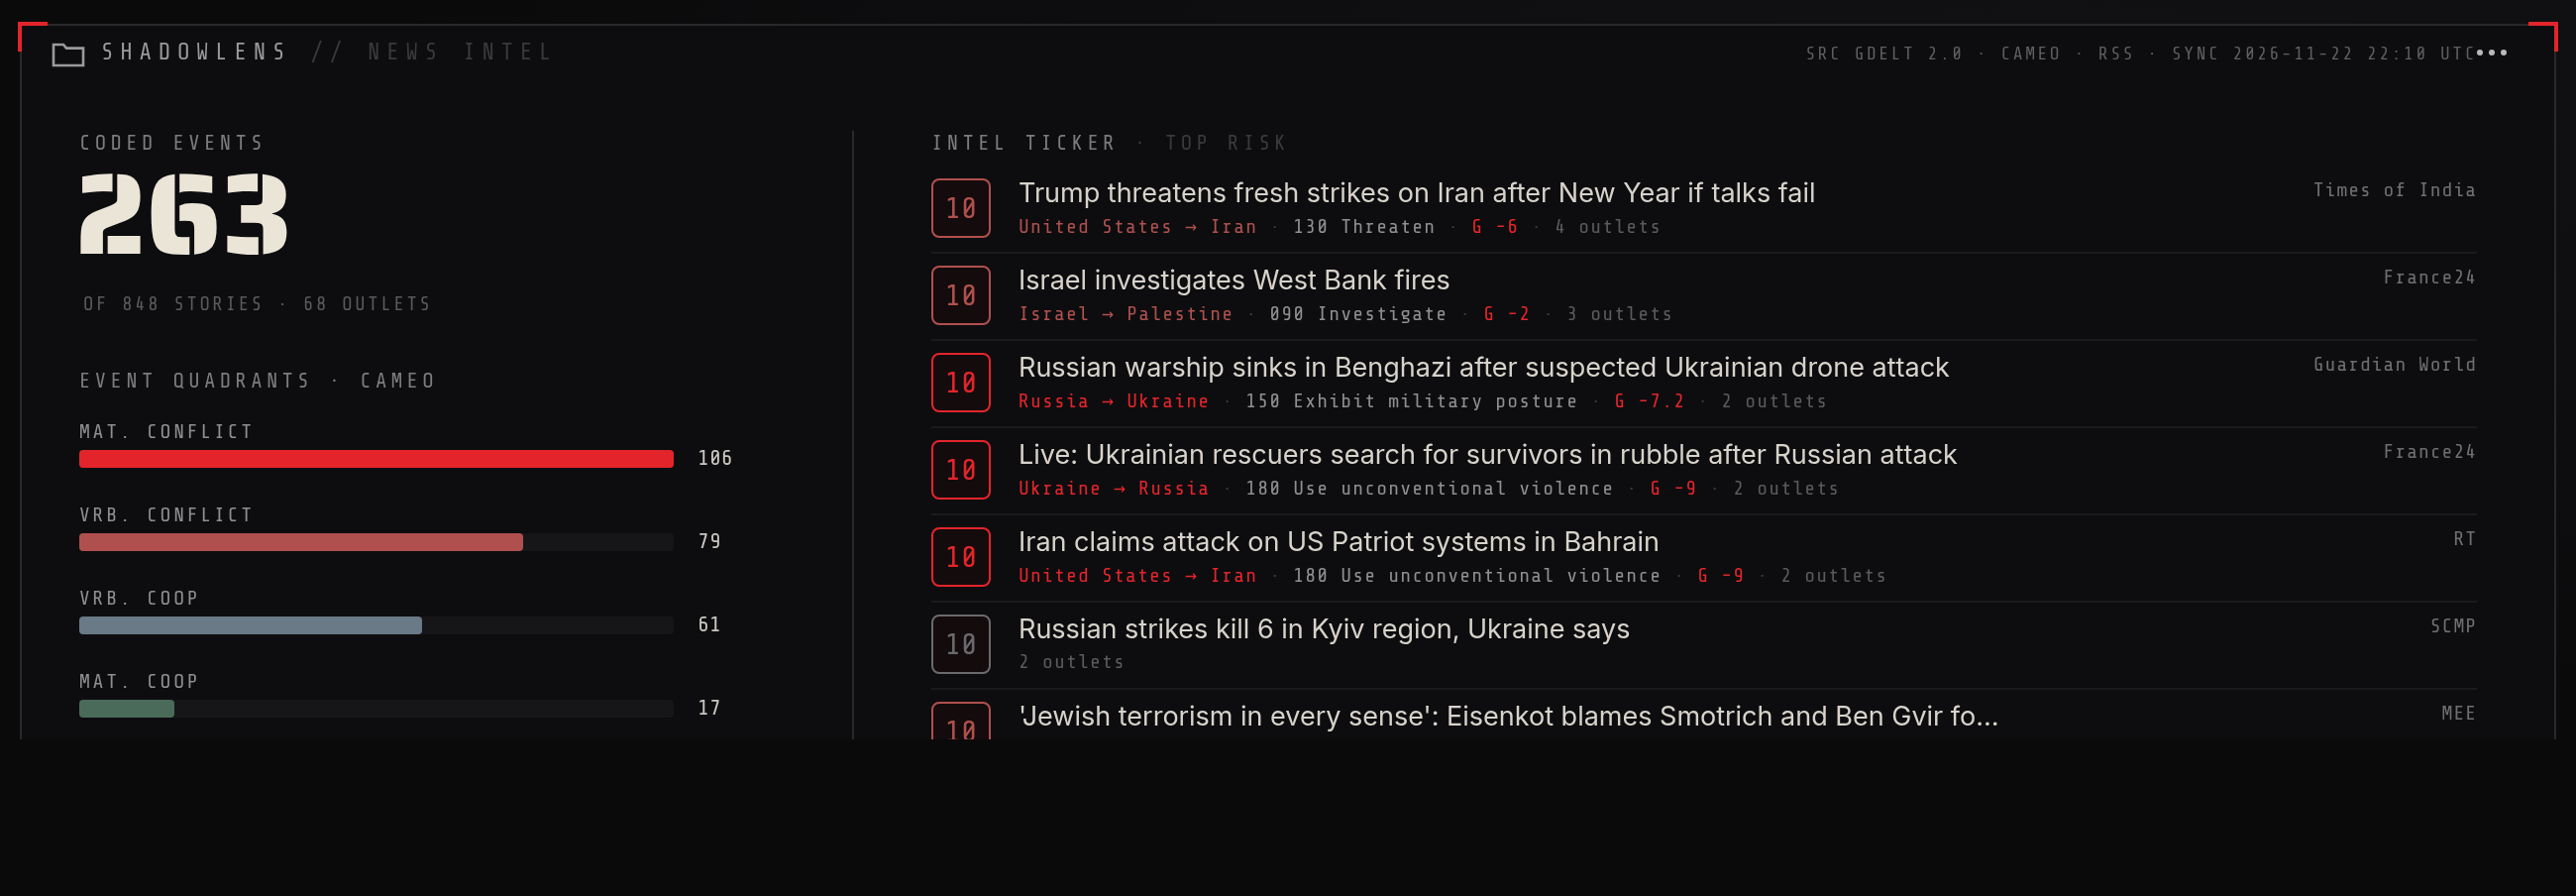 SHADOWLENS // NEWS INTEL
SRC GDELT 2.0 · CAMEO · RSS · SYNC 2026-11-22 22:10 UTC•••
CODED EVENTS
263
OF 848 STORIES · 68 OUTLETS
EVENT QUADRANTS · CAMEO
MAT. CONFLICT
106
VRB. CONFLICT
79
VRB. COOP
61
MAT. COOP
17
INTEL TICKER · TOP RISK
10 Trump threatens fresh strikes on Iran after New Year if talks fail Times of India
United States → Iran · 130 Threaten · G -6 · 4 outlets
10 Israel investigates West Bank fires France24
Israel → Palestine · 090 Investigate · G -2 · 3 outlets
10 Russian warship sinks in Benghazi after suspected Ukrainian drone attack Guardian World
Russia → Ukraine · 150 Exhibit military posture · G -7.2 · 2 outlets
10 Live: Ukrainian rescuers search for survivors in rubble after Russian attack France24
Ukraine → Russia · 180 Use unconventional violence · G -9 · 2 outlets
10 Iran claims attack on US Patriot systems in Bahrain RT
United States → Iran · 180 Use unconventional violence · G -9 · 2 outlets
10 Russian strikes kill 6 in Kyiv region, Ukraine says SCMP
2 outlets
10 'Jewish terrorism in every sense': Eisenkot blames Smotrich and Ben Gvir fo... MEE